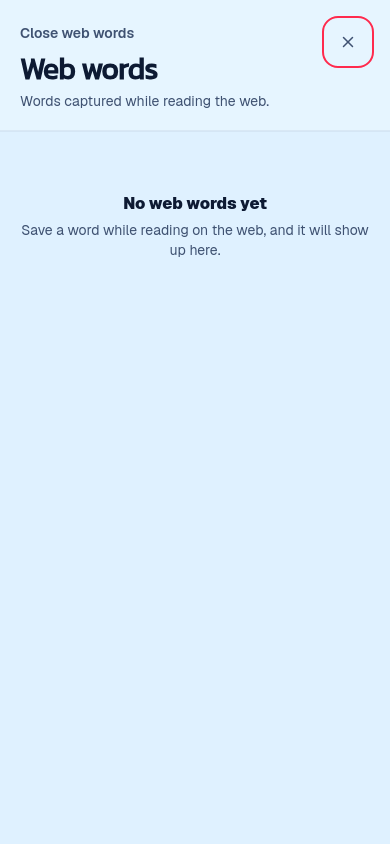 Close web words
Web words
Words captured while reading the web.
No web words yet
Save a word while reading on the web, and it will show
up here.